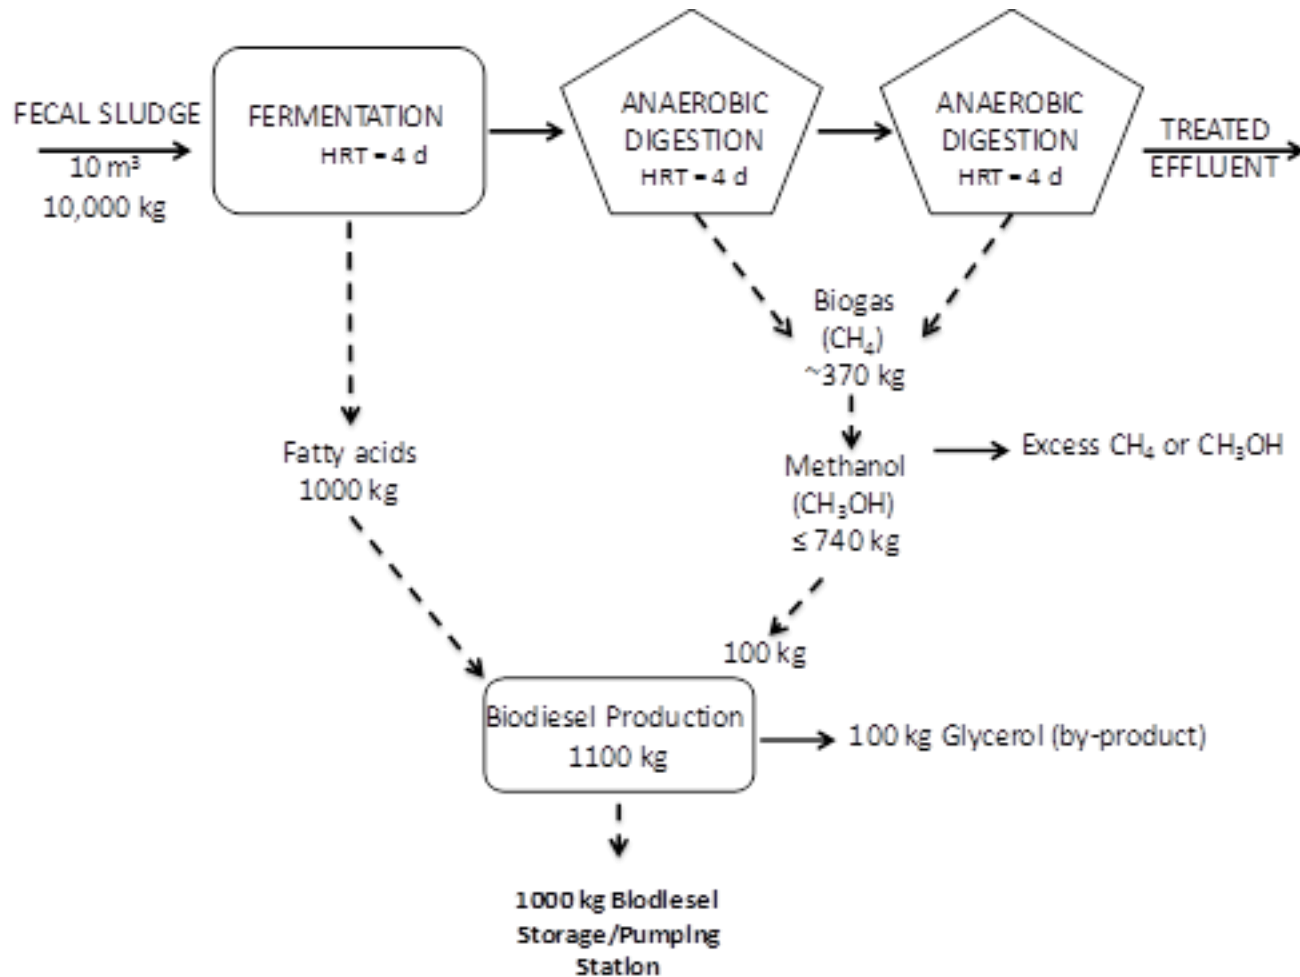 FECAL SLUDGE
10 m³
10,000 kg
FERMENTATION
HRT = 4 d
ANAEROBIC
DIGESTION
HRT = 4 d
ANAEROBIC
DIGESTION
HRT = 4 d
TREATED
EFFLUENT
Biogas
(CH₄)
~370 kg
Fatty acids
1000 kg
Methanol
(CH₃OH)
≤ 740 kg
Excess CH₄ or CH₃OH
100 kg
Biodiesel Production
1100 kg
100 kg Glycerol (by-product)
1000 kg Biodiesel
Storage/Pumping
Station